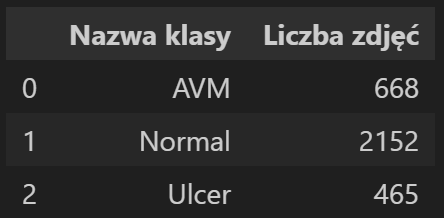 Nazwa klasy Liczba zdjęć
0 AVM 668
1 Normal 2152
2 Ulcer 465